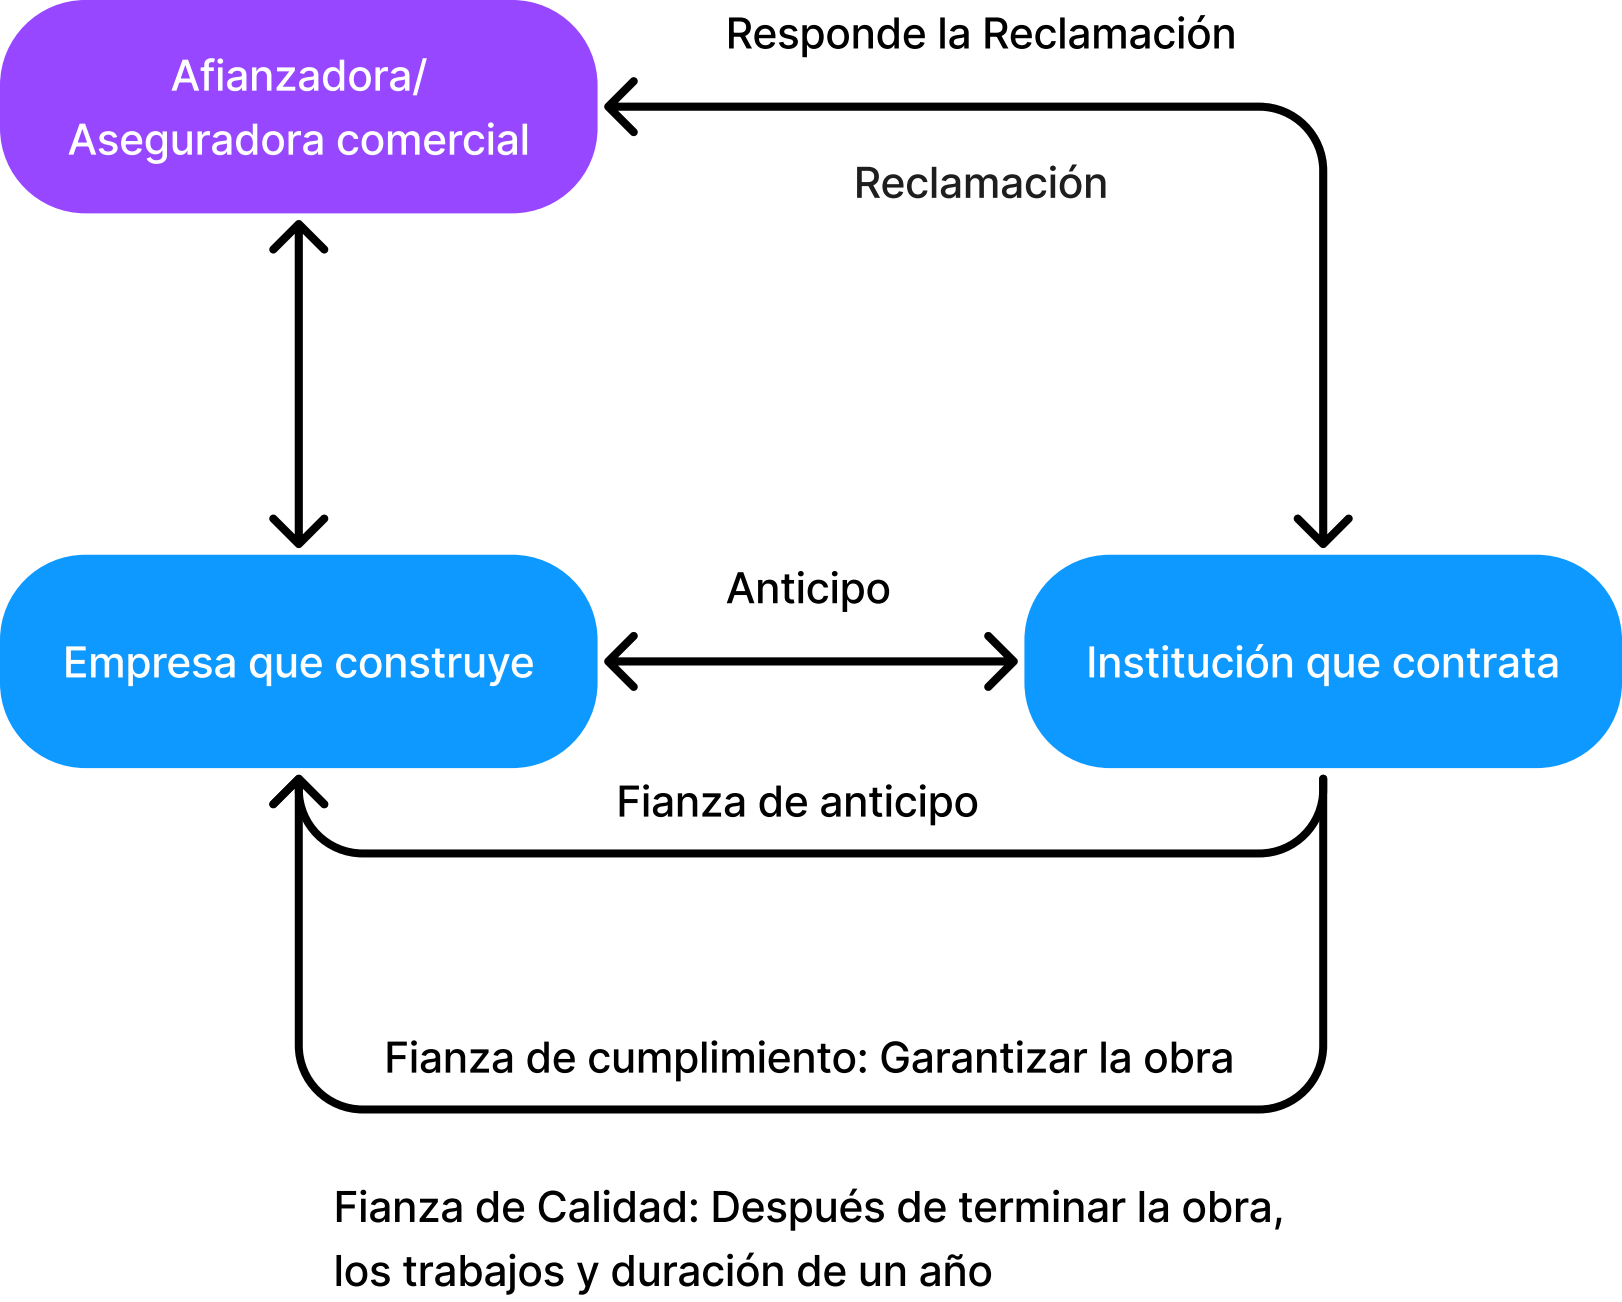 Afianzadora/
Aseguradora comercial
Responde la Reclamación
Reclamación
Empresa que construye
Anticipo
Institución que contrata
Fianza de anticipo
Fianza de cumplimiento: Garantizar la obra
Fianza de Calidad: Después de terminar la obra,
los trabajos y duración de un año